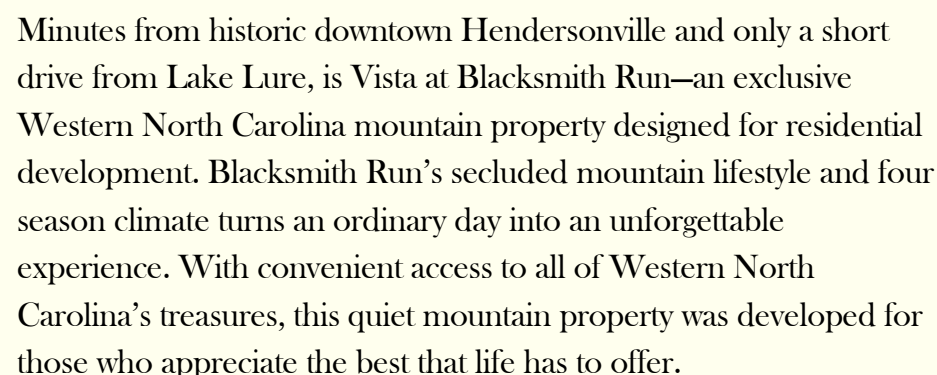 Minutes from historic downtown Hendersonville and only a short
drive from Lake Lure, is Vista at Blacksmith Run—an exclusive
Western North Carolina mountain property designed for residential
development. Blacksmith Run’s secluded mountain lifestyle and four
season climate turns an ordinary day into an unforgettable
experience. With convenient access to all of Western North
Carolina’s treasures, this quiet mountain property was developed for
those who appreciate the best that life has to offer.